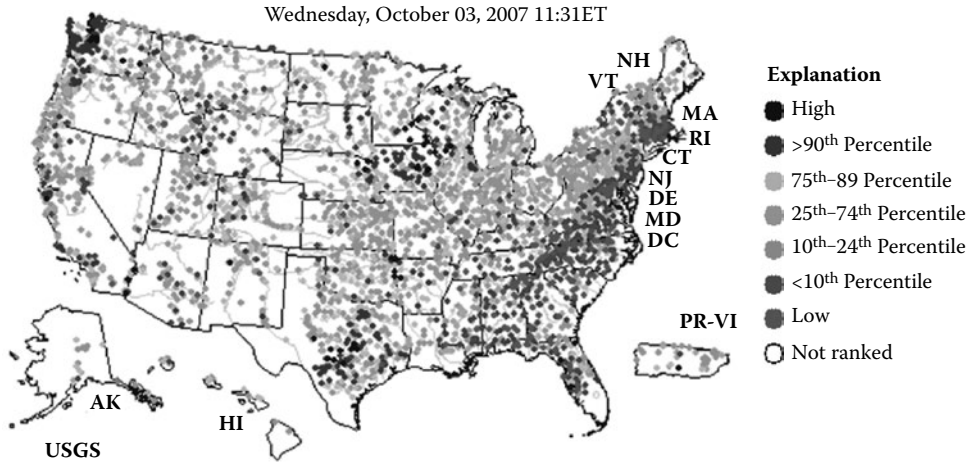 Wednesday, October 03, 2007 11:31ET
NH
VT
MA
RI
CT
NJ
DE
MD
DC
PR-VI
AK
HI
USGS
Explanation
High
>90th Percentile
75th–89 Percentile
25th–74th Percentile
10th–24th Percentile
<10th Percentile
Low
Not ranked